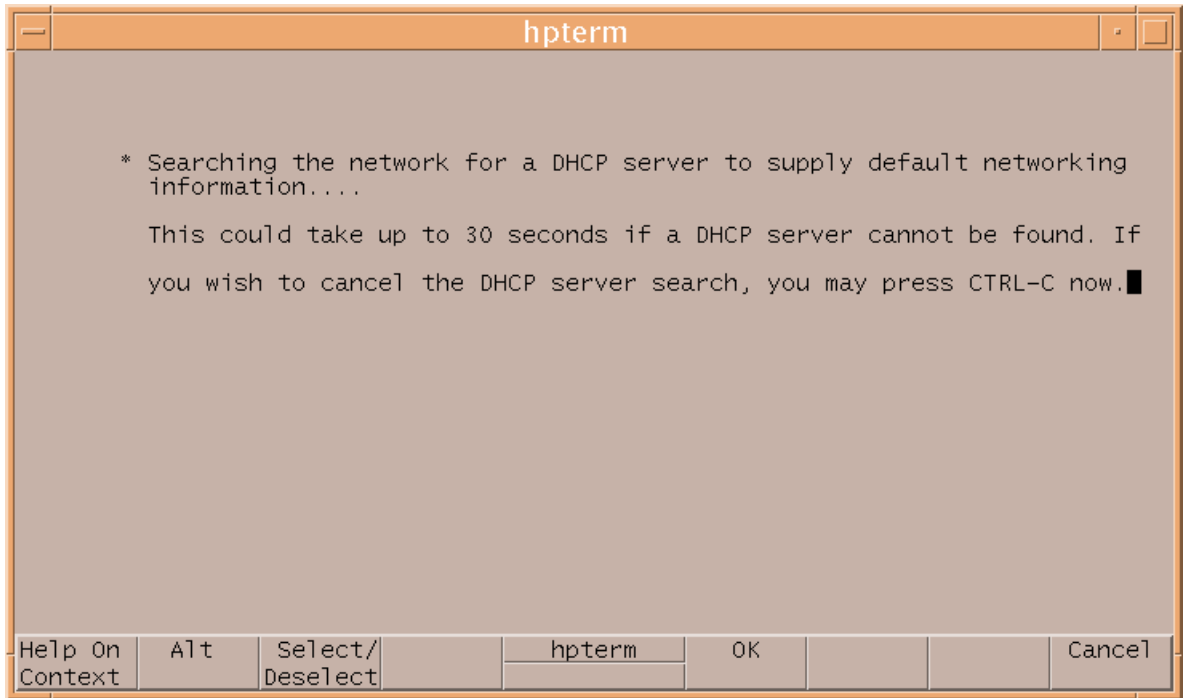 hpterm
* Searching the network for a DHCP server to supply default networking
information....
This could take up to 30 seconds if a DHCP server cannot be found. If
you wish to cancel the DHCP server search, you may press CTRL-C now.
Help On Context
Alt
Select/
Deselect
hpterm
OK
Cancel